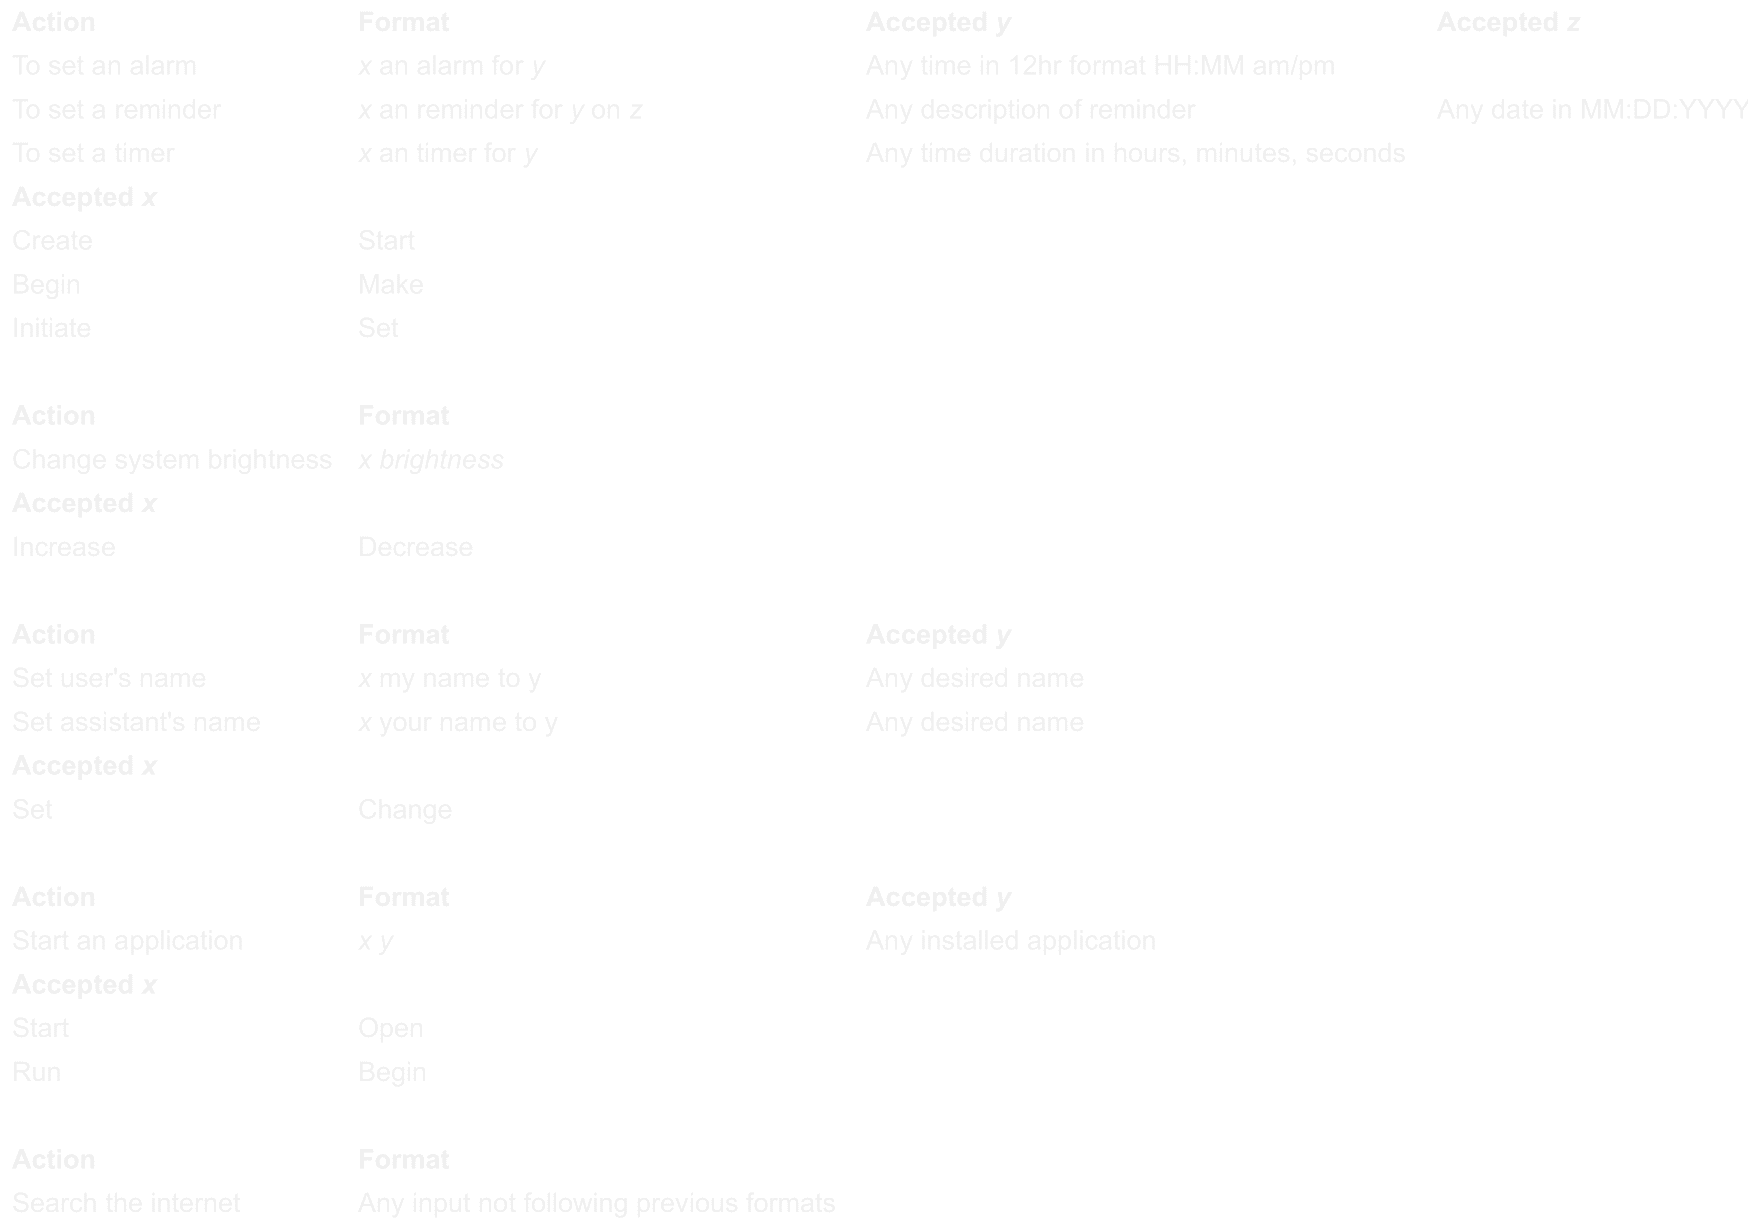 Action Format Accepted y Accepted z
To set an alarm x an alarm for y Any time in 12hr format HH:MM am/pm
To set a reminder x an reminder for y on z Any description of reminder Any date in MM:DD:YYYY
To set a timer x an timer for y Any time duration in hours, minutes, seconds
Accepted x
Create Start
Begin Make
Initiate Set
Action Format
Change system brightness x brightness
Accepted x
Increase Decrease
Action Format Accepted y
Set user's name x my name to y Any desired name
Set assistant's name x your name to y Any desired name
Accepted x
Set Change
Action Format Accepted y
Start an application x y Any installed application
Accepted x
Start Open
Run Begin
Action Format
Search the internet Any input not following previous formats